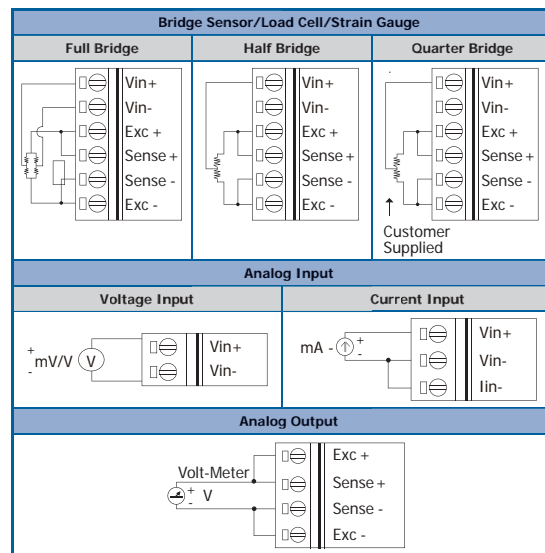 Bridge Sensor/Load Cell/Strain Gauge
Full Bridge
Half Bridge
Quarter Bridge
Vin+
Vin-
Exc +
Sense +
Sense -
Exc -
Vin+
Vin-
Exc +
Sense +
Sense -
Exc -
Vin+
Vin-
Exc +
Sense +
Sense -
Exc -
Customer
Supplied
Analog Input
Voltage Input
Current Input
+
mV/V
-
V
Vin+
Vin-
mA -
+
-
Vin+
Vin-
Iin-
Analog Output
Volt-Meter
+
- V
Exc +
Sense +
Sense -
Exc -